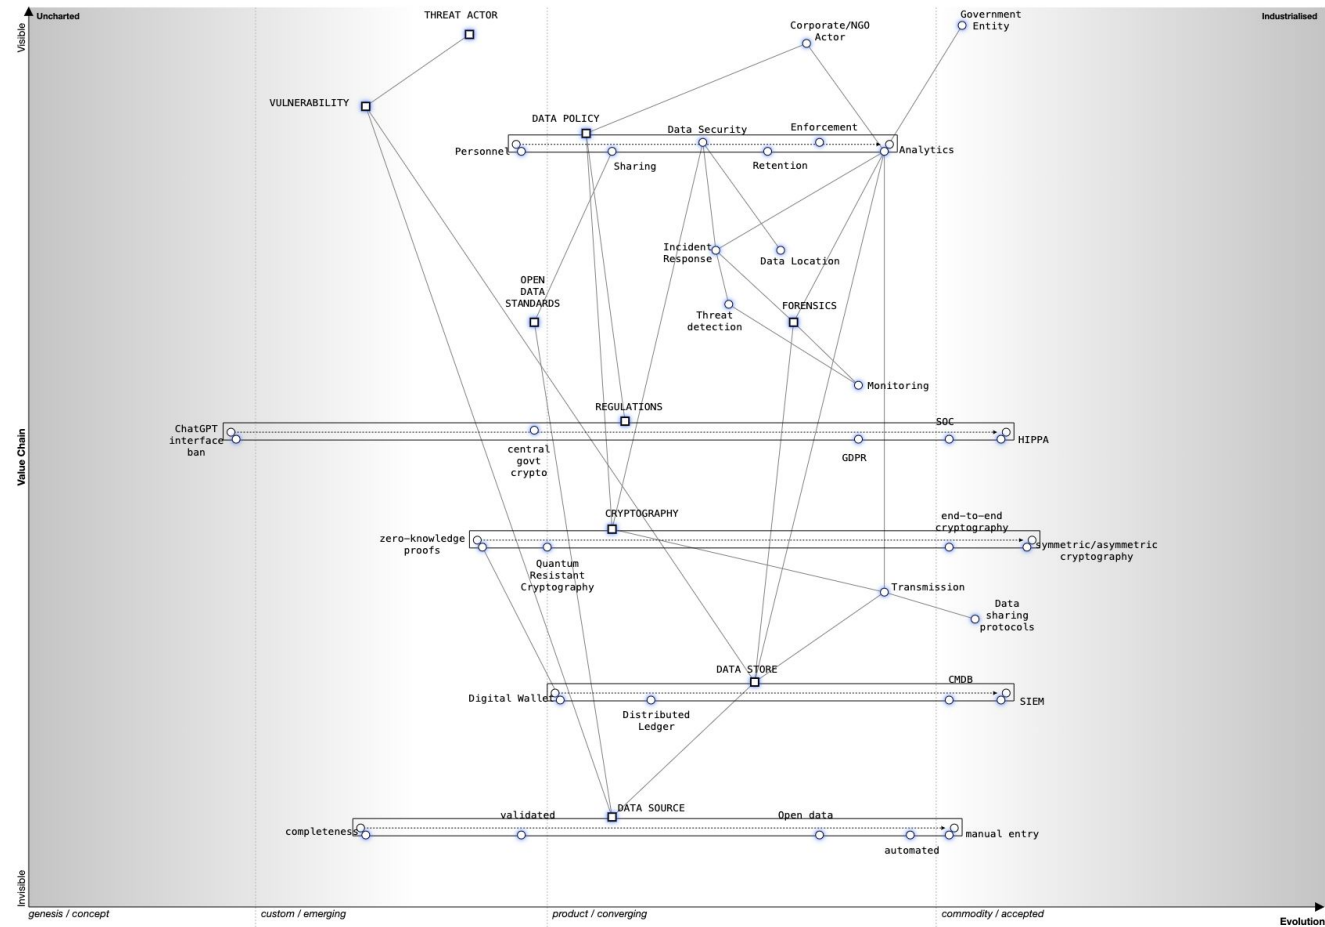 Uncharted
THREAT ACTOR
Corporate/NGO
Actor
Government
Entity
Industrialised
Visible
VULNERABILITY
DATA POLICY
Data Security
Enforcement
Personnel
Sharing
Retention
Analytics
Incident
Response
Data Location
OPEN
DATA
STANDARDS
Threat
detection
FORENSICS
Monitoring
REGULATIONS
SOC
ChatGPT
interface
ban
central
govt
crypto
GDPR
HIPPA
Value Chain
CRYPTOGRAPHY
end-to-end
cryptography
zero-knowledge
proofs
Quantum
Resistant
Cryptography
symmetric/asymmetric
cryptography
Transmission
Data
sharing
protocols
DATA STORE
CMDB
Digital Wallet
Distributed
Ledger
SIEM
DATA SOURCE
validated
Open data
completeness
manual entry
automated
Invisible
genesis / concept
custom / emerging
product / converging
commodity / accepted
Evolution